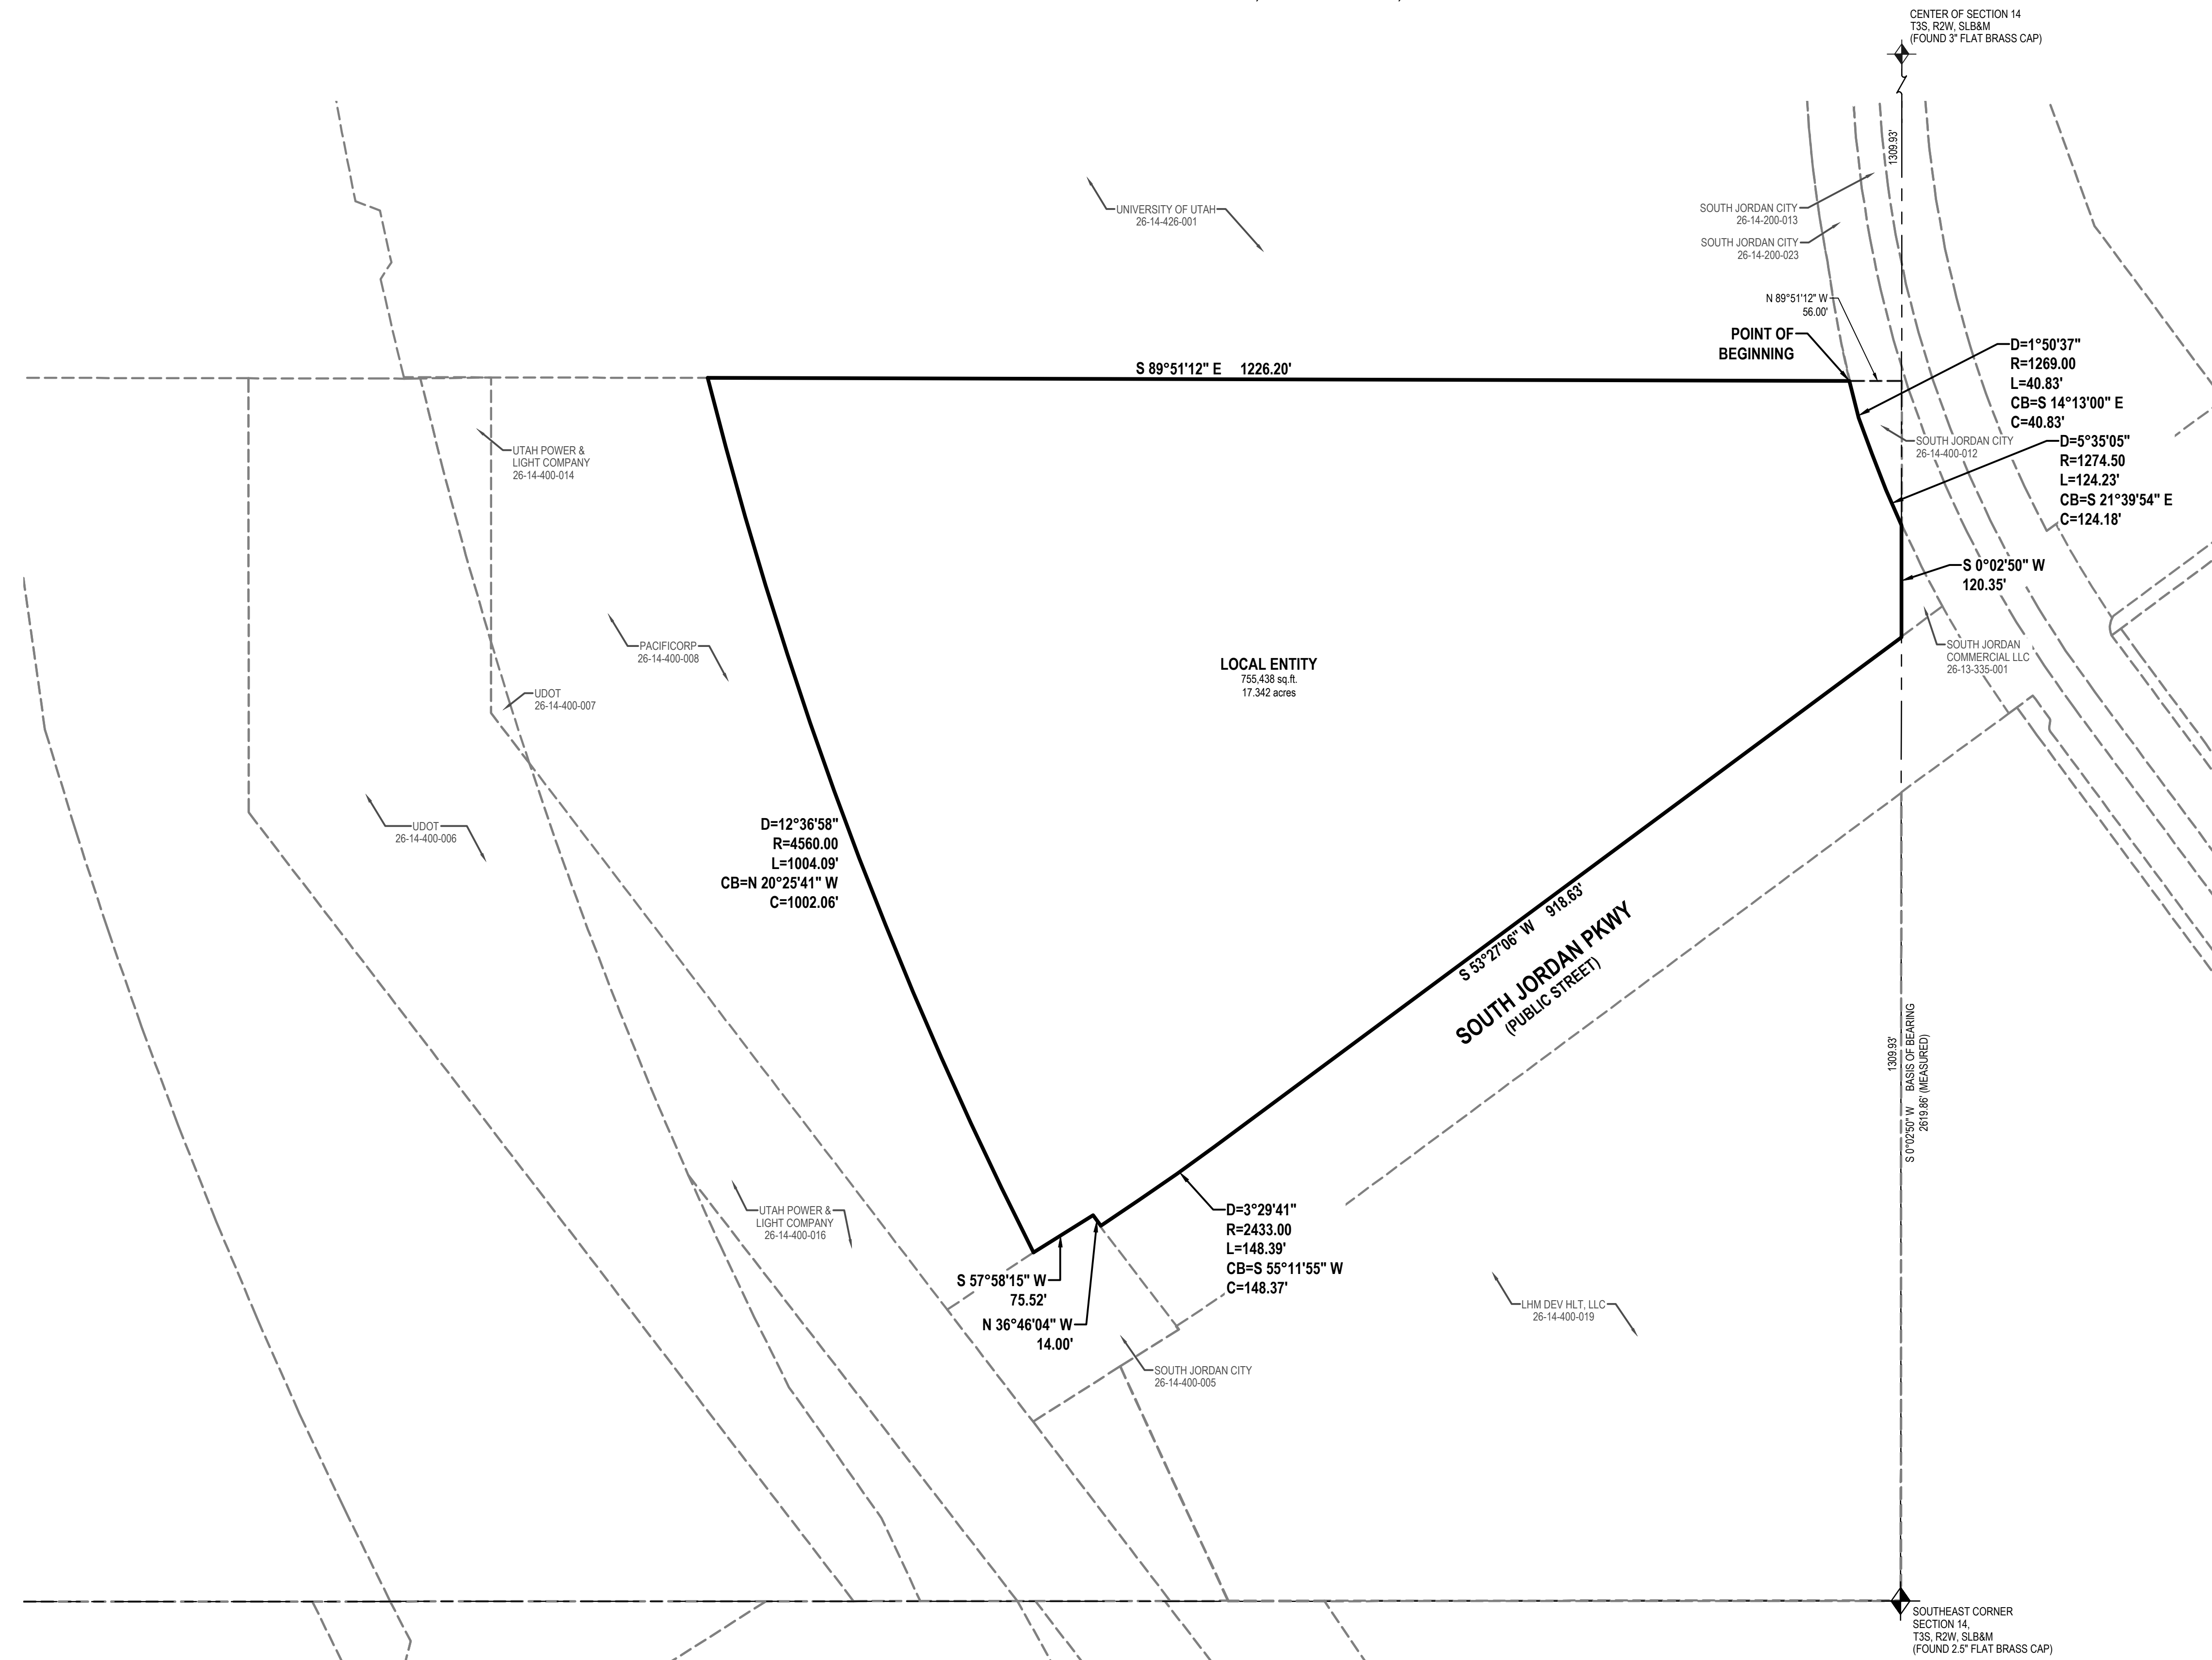 CENTER OF SECTION 14
T3S, R2W, SLB&M
(FOUND 3" FLAT BRASS CAP)
1309.93'
UNIVERSITY OF UTAH
26-14-426-001
SOUTH JORDAN CITY
26-14-200-013
SOUTH JORDAN CITY
26-14-200-023
N 89°51'12" W
56.00'
POINT OF
BEGINNING
S 89°51'12" E 1226.20'
D=1°50'37"
R=1269.00
L=40.83'
CB=S 14°13'00" E
C=40.83'
SOUTH JORDAN CITY
26-14-400-012
D=5°35'05"
R=1274.50
L=124.23'
CB=S 21°39'54" E
C=124.18'
UTAH POWER &
LIGHT COMPANY
26-14-400-014
S 0°02'50" W
120.35'
PACIFICORP
26-14-400-008
LOCAL ENTITY
755,438 sq.ft.
17.342 acres
SOUTH JORDAN
COMMERCIAL LLC
26-13-335-001
UDOT
26-14-400-007
UDOT
26-14-400-006
D=12°36'58"
R=4560.00
L=1004.09'
CB=N 20°25'41" W
C=1002.06'
S 53°27'06" W 918.63'
SOUTH JORDAN PKWY
(PUBLIC STREET)
1309.93'
S 0°02'50" W BASIS OF BEARING
2619.86' (MEASURED)
UTAH POWER &
LIGHT COMPANY
26-14-400-016
D=3°29'41"
R=2433.00
L=148.39'
CB=S 55°11'55" W
C=148.37'
S 57°58'15" W
75.52'
N 36°46'04" W
14.00'
LHM DEV HLT, LLC
26-14-400-019
SOUTH JORDAN CITY
26-14-400-005
SOUTHEAST CORNER
SECTION 14,
T3S, R2W, SLB&M
(FOUND 2.5" FLAT BRASS CAP)